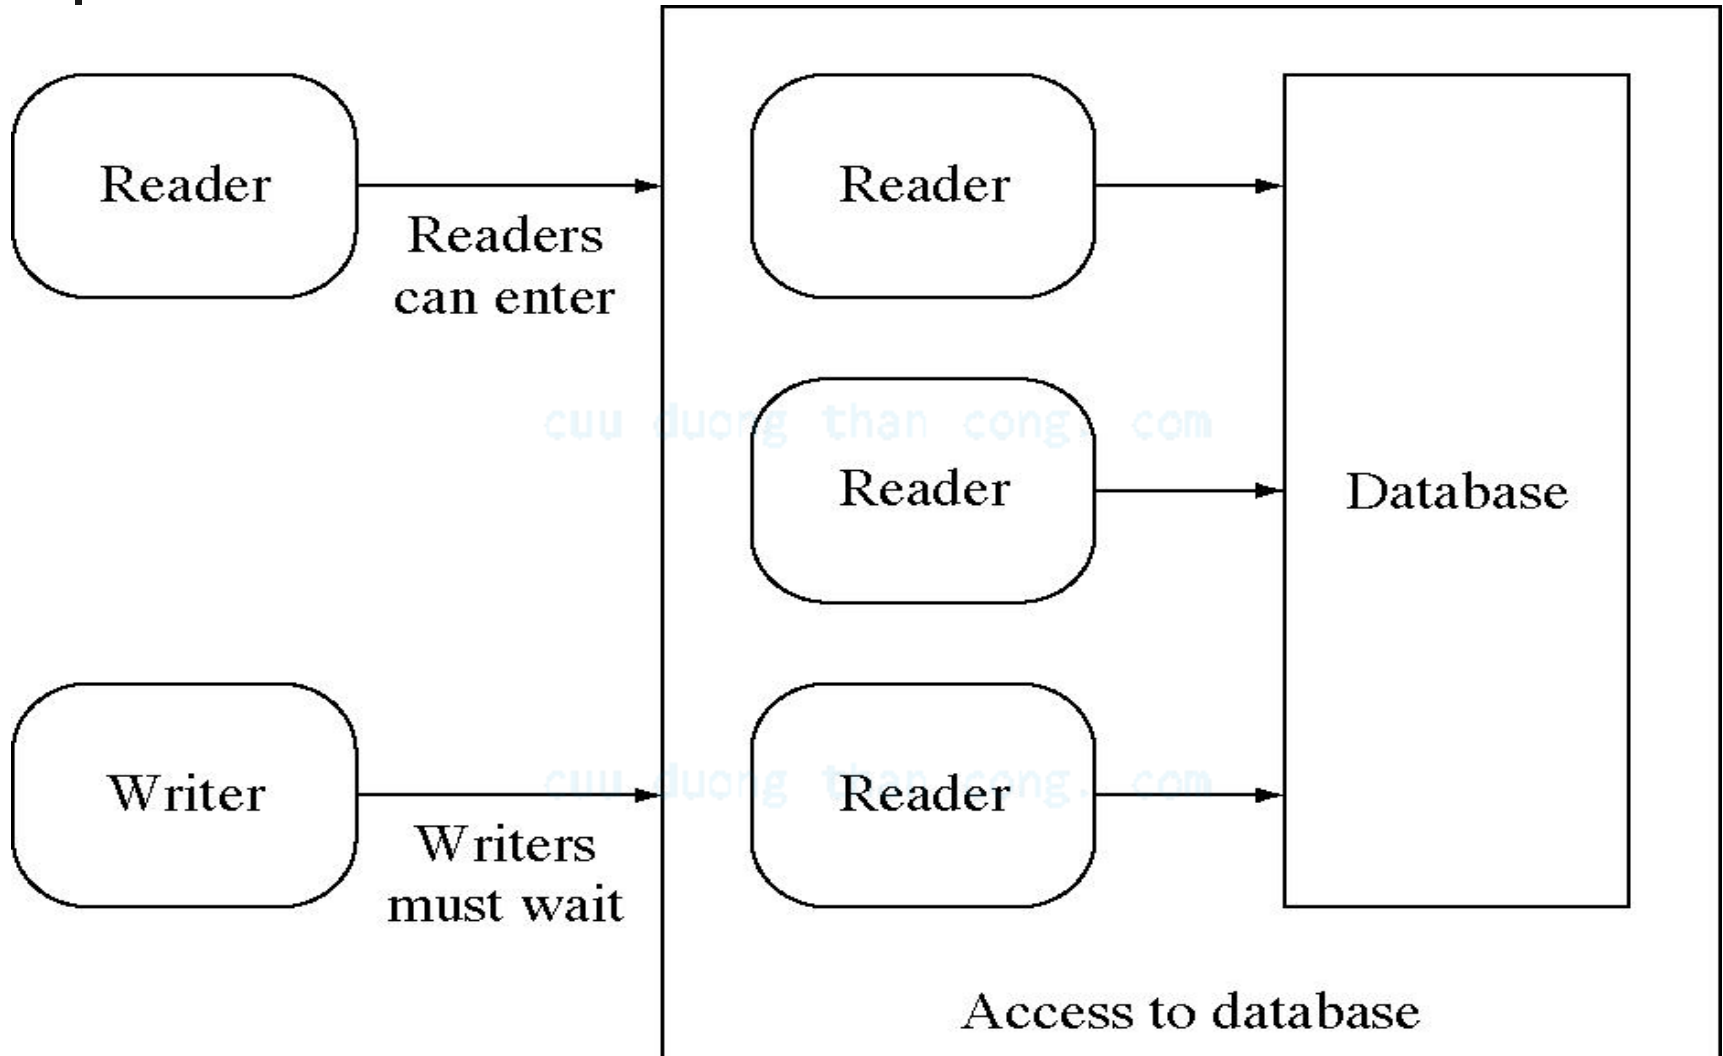 Reader
Readers
can enter
Reader
Reader
Database
Writer
Writers
must wait
Reader
Access to database
cuu duong than cong. com
cuu duong than cong. com